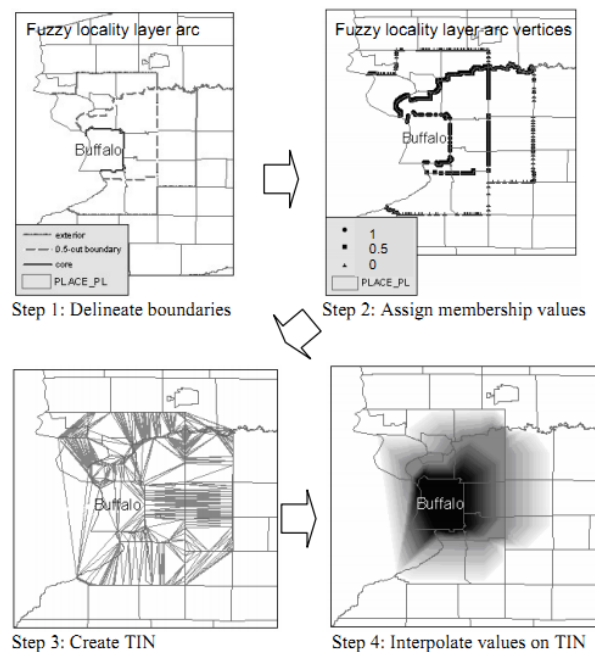 Fuzzy locality layer arc
Buffalo
exterior
0.5-cut boundary
core
PLACE_PL
Step 1: Delineate boundaries
Fuzzy locality layer-arc vertices
Buffalo
1
0.5
0
PLACE_PL
Step 2: Assign membership values
Buffalo
Step 3: Create TIN
Buffalo
Step 4: Interpolate values on TIN